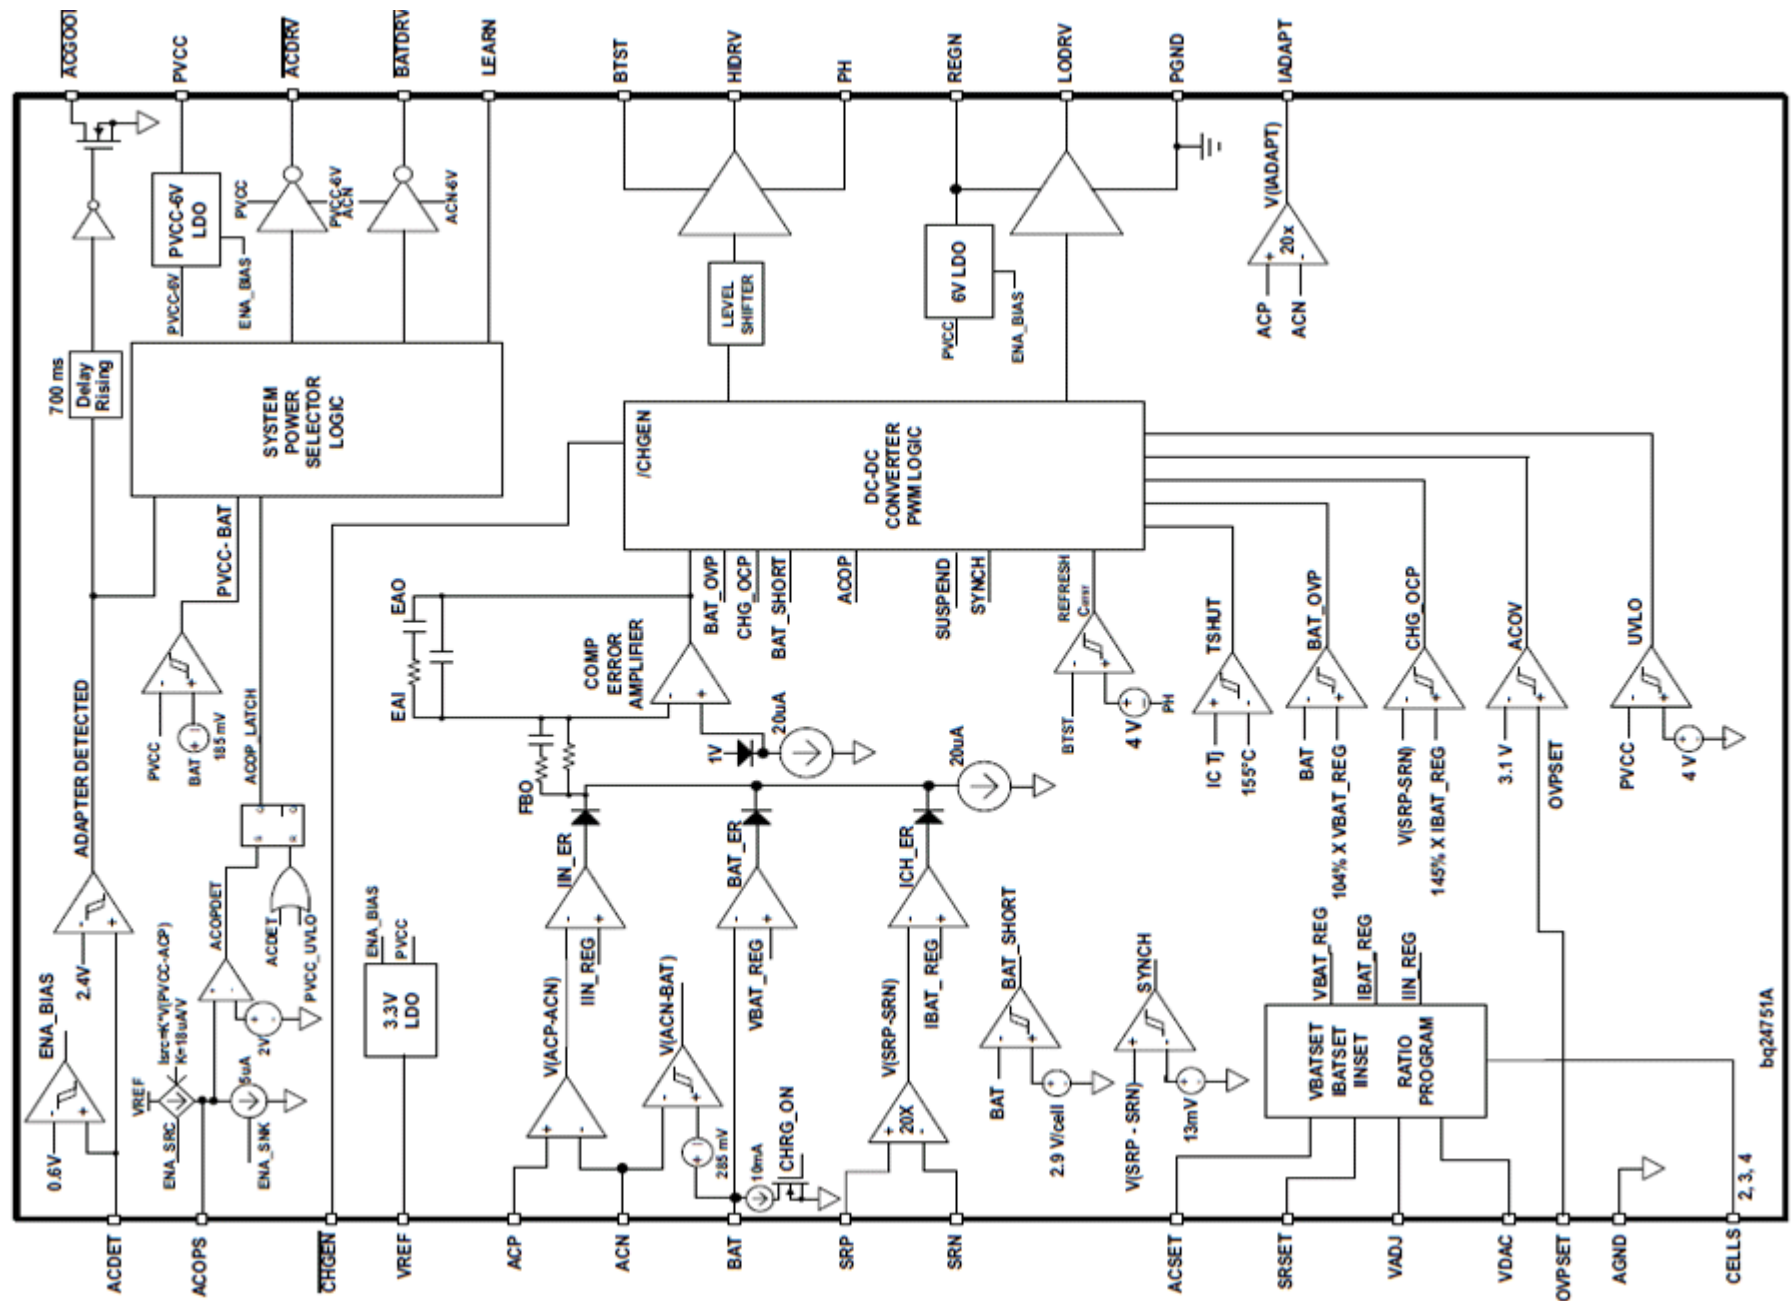 ACGOO
PVCC
ACDRV
BATDRV
LEARN
BTST
HIDRV
PH
REGN
LODRV
PGND
IADAPT
700 ms
Delay
Rising
PVCC-6V
LDO
PVCC-6V
ENA_BIAS
PVCC
PVCC-6V
ACN
ACN-6V
SYSTEM
POWER
SELECTOR
LOGIC
LEVEL
SHIFTER
6V LDO
PVCC
ENA_BIAS
V(IADAPT)
20x
+
-
ACP
ACN
/CHGEN
DC-DC
CONVERTER
PWM LOGIC
ADAPTER DETECTED
PVCC- BAT
PVCC
BAT
185 mV
ACOP_LATCH
EAO
EAI
FBO
COMP
ERROR
AMPLIFIER
BAT_OVP
CHG_OCP
BAT_SHORT
ACOP
SUSPEND
SYNCH
REFRESH
BTST
4 V
PH
TSHUT
IC Tj
155°C
BAT_OVP
BAT
104% X VBAT_REG
CHG_OCP
V(SRP-SRN)
145% X IBAT_REG
ACOV
3.1 V
OVPSET
UVLO
PVCC
4 V
1V
20uA
20uA
ENA_BIAS
0.6V
2.4V
VREF
Isrc=K*V(PVCC-ACP)
K=18uA/V
ENA_SRC
ENA_SNK
5uA
ACOPDET
2V
ACDET
PVCC_UVLO
ENA_BIAS
PVCC
3.3V
LDO
V(ACP-ACN)
IIN_REG
IIN_ER
V(ACN-BAT)
285 mV
VBAT_REG
BAT_ER
10mA
CHRG_ON
20X
V(SRP-SRN)
IBAT_REG
ICH_ER
BAT
BAT_SHORT
2.9 V/cell
V(SRP - SRN)
SYNCH
13mV
VBATSET
IBATSET
IINSET
RATIO
PROGRAM
VBAT_REG
IBAT_REG
IIN_REG
2, 3, 4
bq24751A
ACDET
ACOPS
CHGEN
VREF
ACP
ACN
BAT
SRP
SRN
ACSET
SRSET
VADJ
VDAC
OVPSET
AGND
CELLS